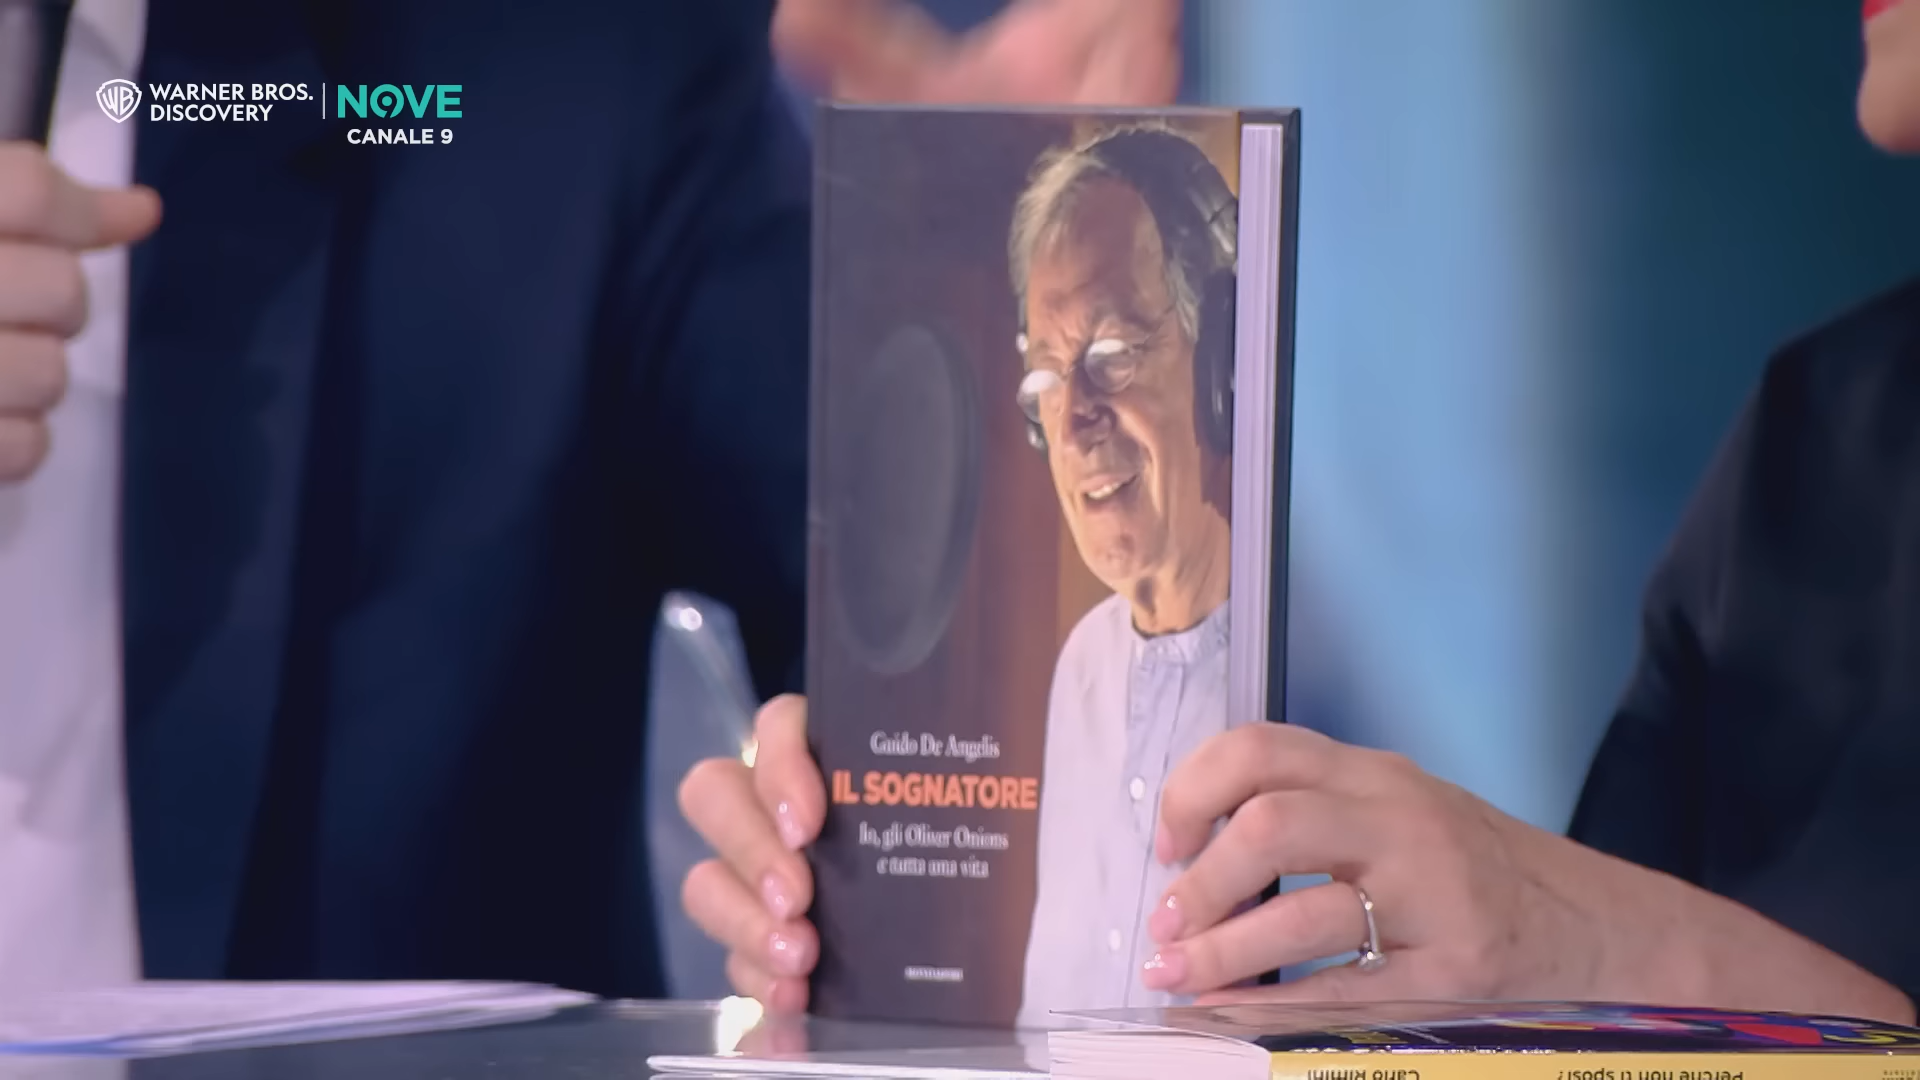 WARNER BROS.
DISCOVERY
NOVE
CANALE 9
Guido De Angelis
IL SOGNATORE
Io, gli Oliver Onions
e tutta una vita
MONDADORI
Carlo Rimini
Perché non ti sposi?